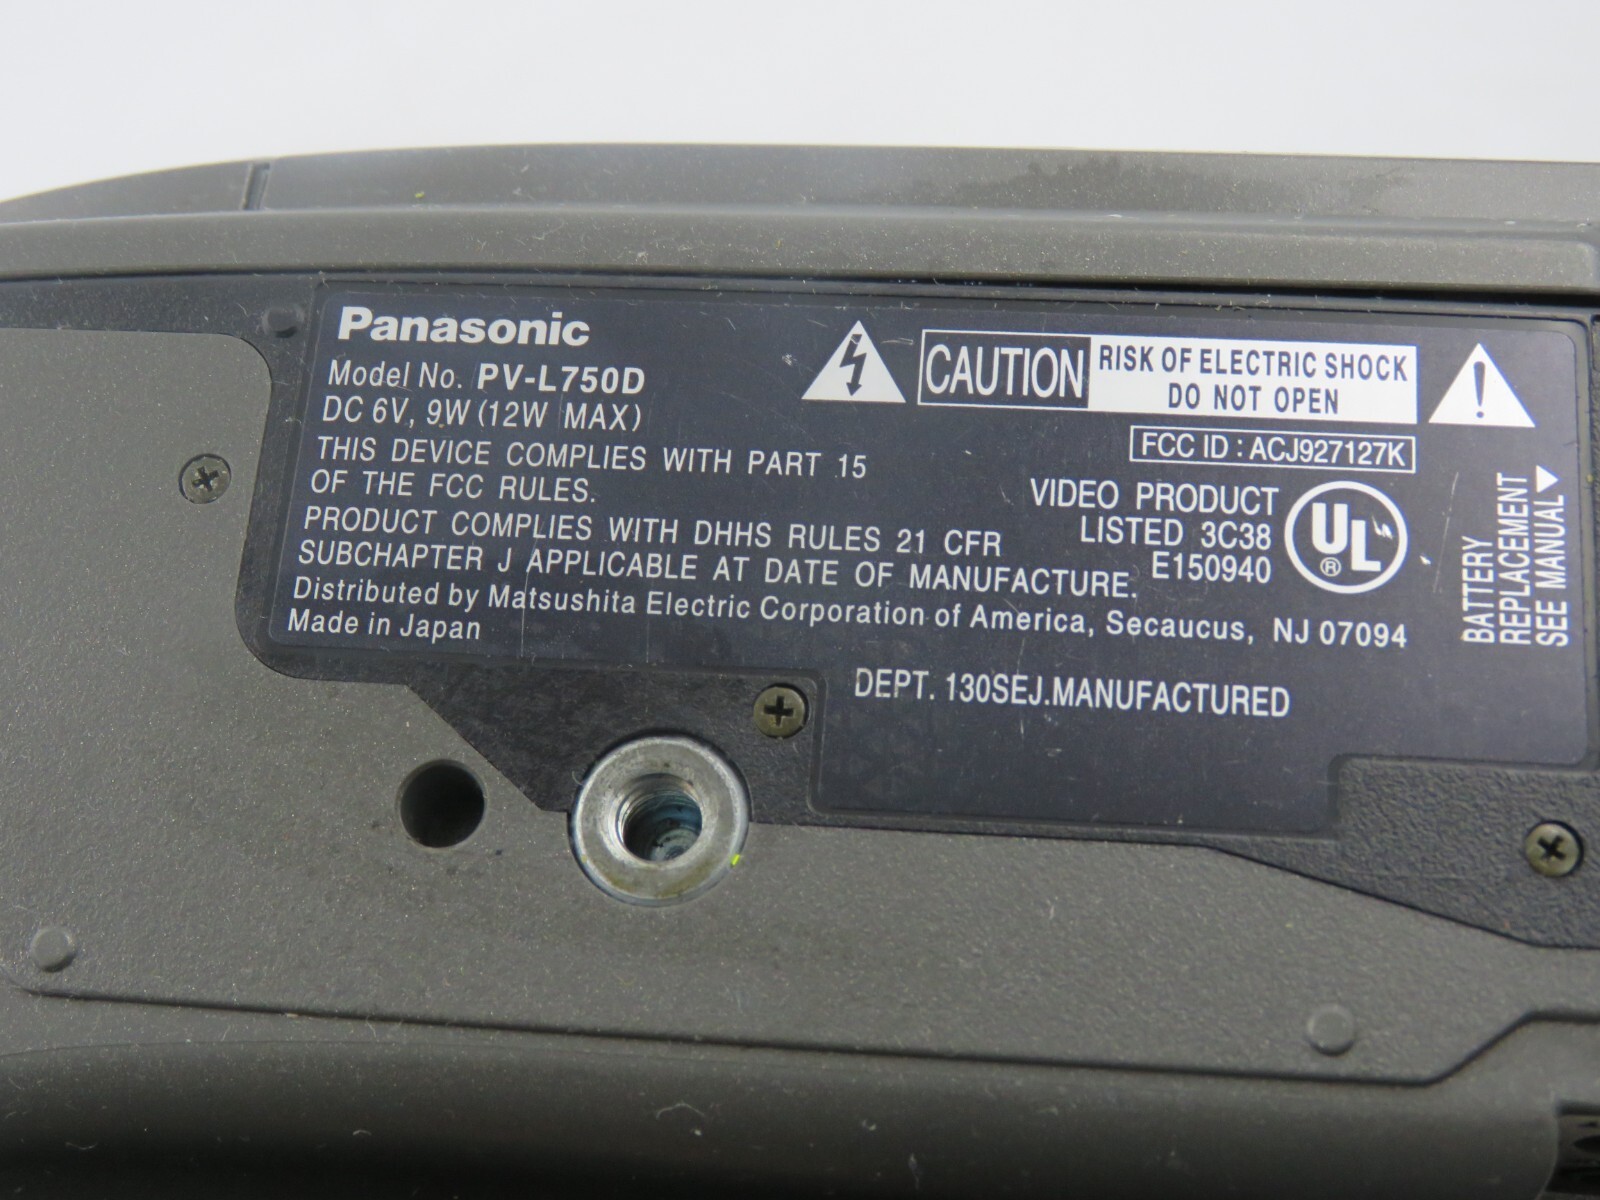 Panasonic
Model No. PV-L750D
DC 6V, 9W (12W MAX)
THIS DEVICE COMPLIES WITH PART 15
OF THE FCC RULES.
PRODUCT COMPLIES WITH DHHS RULES 21 CFR
SUBCHAPTER J APPLICABLE AT DATE OF MANUFACTURE.
Distributed by Matsushita Electric Corporation of America, Secaucus, NJ 07094
Made in Japan
CAUTION
RISK OF ELECTRIC SHOCK
DO NOT OPEN
FCC ID : ACJ927127K
VIDEO PRODUCT
LISTED 3C38
E150940
UL ®
BATTERY
REPLACEMENT
SEE MANUAL
DEPT. 130SEJ.MANUFACTURED